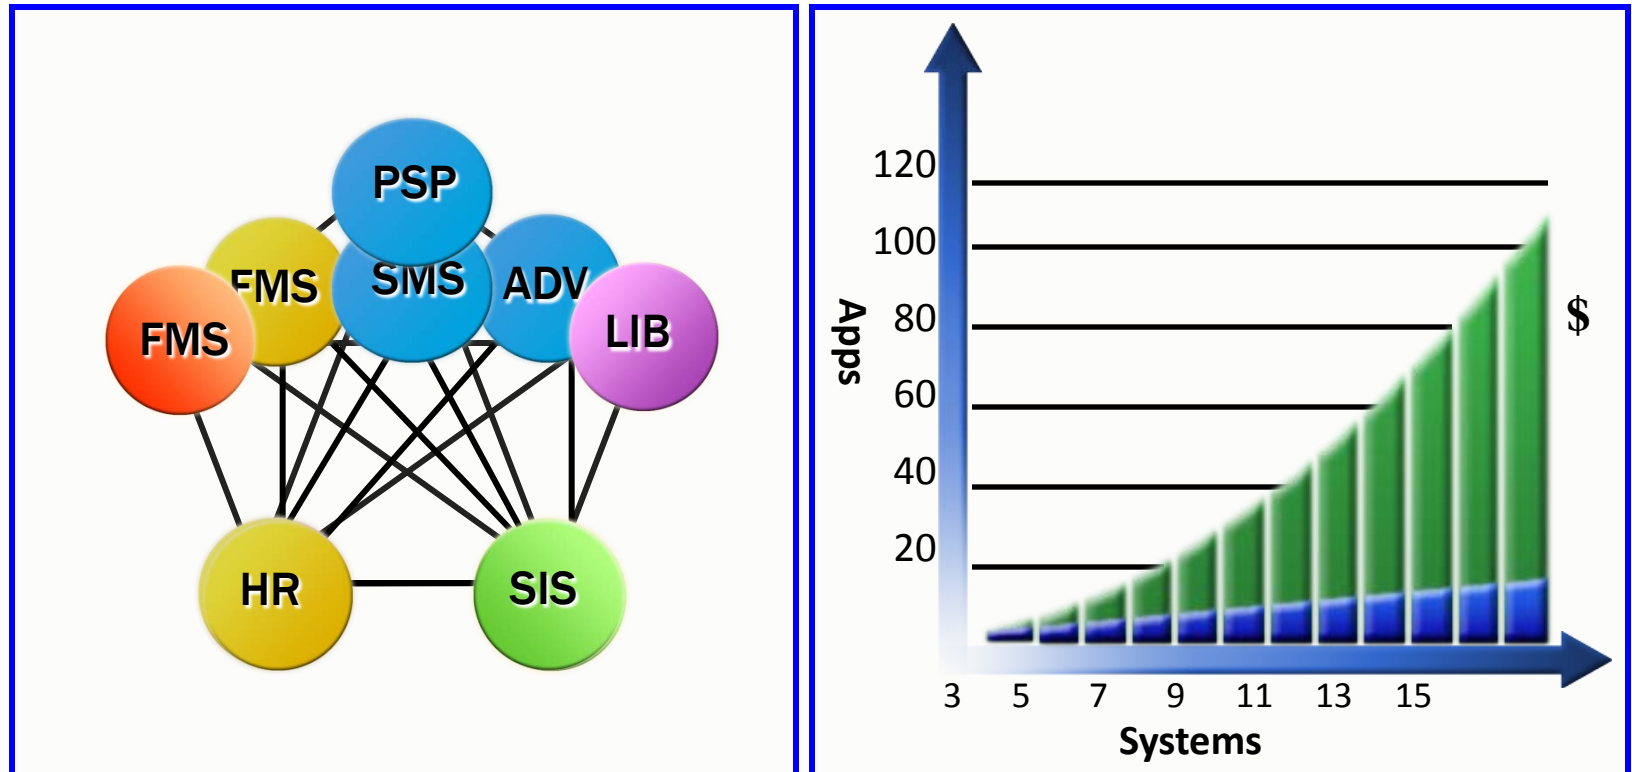 PSP
FMS
SMS
ADV
FMS
LIB
HR
SIS
120
100
80
60
40
20
Apps
$
3 5 7 9 11 13 15
Systems